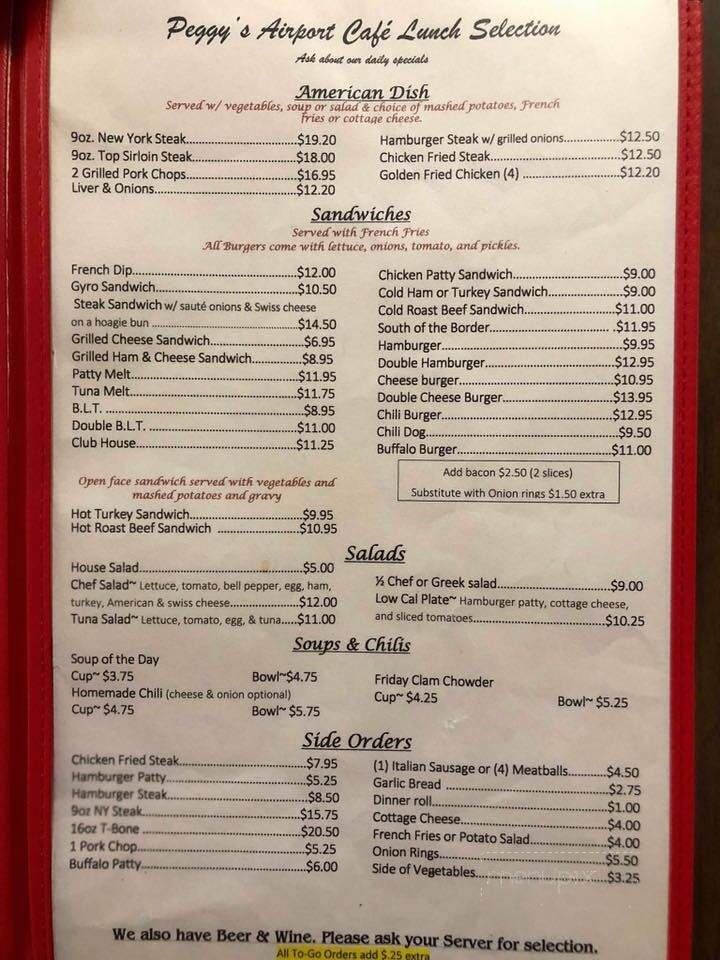 Peggy's Airport Café Lunch Selection
Ask about our daily specials
American Dish
Served w/ vegetables, soup or salad & choice of mashed potatoes, French
fries or cottage cheese.
9oz. New York Steak...............................$19.20
9oz. Top Sirloin Steak.............................$18.00
2 Grilled Pork Chops...............................$16.95
Liver & Onions........................................$12.20
Hamburger Steak w/ grilled onions...............$12.50
Chicken Fried Steak....................................$12.50
Golden Fried Chicken (4) ...........................$12.20
Sandwiches
Served with French Fries
All Burgers come with lettuce, onions, tomato, and pickles.
French Dip..............................................$12.00
Gyro Sandwich.......................................$10.50
Steak Sandwich w/ sauté onions & Swiss cheese
on a hoagie bun ........................................$14.50
Grilled Cheese Sandwich.........................$6.95
Grilled Ham & Cheese Sandwich..............$8.95
Patty Melt...............................................$11.95
Tuna Melt...............................................$11.75
B.L.T. .......................................................$8.95
Double B.L.T. ..........................................$11.00
Club House.............................................$11.25
Chicken Patty Sandwich...............................$9.00
Cold Ham or Turkey Sandwich.....................$9.00
Cold Roast Beef Sandwich.........................$11.00
South of the Border.................................. .$11.95
Hamburger.................................................$9.95
Double Hamburger....................................$12.95
Cheese burger...........................................$10.95
Double Cheese Burger...............................$13.95
Chili Burger................................................$12.95
Chili Dog.....................................................$9.50
Buffalo Burger...........................................$11.00
Add bacon $2.50 (2 slices)
Substitute with Onion rings $1.50 extra
Open face sandwich served with vegetables and
mashed potatoes and gravy
Hot Turkey Sandwich................................$9.95
Hot Roast Beef Sandwich .......................$10.95
Salads
House Salad..............................................$5.00
Chef Salad~ Lettuce, tomato, bell pepper, egg, ham,
turkey, American & swiss cheese...................$12.00
Tuna Salad~ Lettuce, tomato, egg, & tuna.....$11.00
½ Chef or Greek salad................................$9.00
Low Cal Plate~ Hamburger patty, cottage cheese,
and sliced tomatoes.....................................$10.25
Soups & Chilis
Soup of the Day
Cup~ $3.75 Bowl~$4.75
Homemade Chili (cheese & onion optional)
Cup~ $4.75 Bowl~ $5.75
Friday Clam Chowder
Cup~ $4.25 Bowl~ $5.25
Side Orders
Chicken Fried Steak....................................$7.95
Hamburger Patty.......................................$5.25
Hamburger Steak.......................................$8.50
9oz NY Steak.............................................$15.75
16oz T-Bone .............................................$20.50
1 Pork Chop...............................................$5.25
Buffalo Patty..............................................$6.00
(1) Italian Sausage or (4) Meatballs...........$4.50
Garlic Bread ..............................................$2.75
Dinner roll.................................................$1.00
Cottage Cheese.........................................$4.00
French Fries or Potato Salad......................$4.00
Onion Rings...............................................$5.50
Side of Vegetables.....................................$3.25
We also have Beer & Wine. Please ask your Server for selection.
All To-Go Orders add $.25 extra